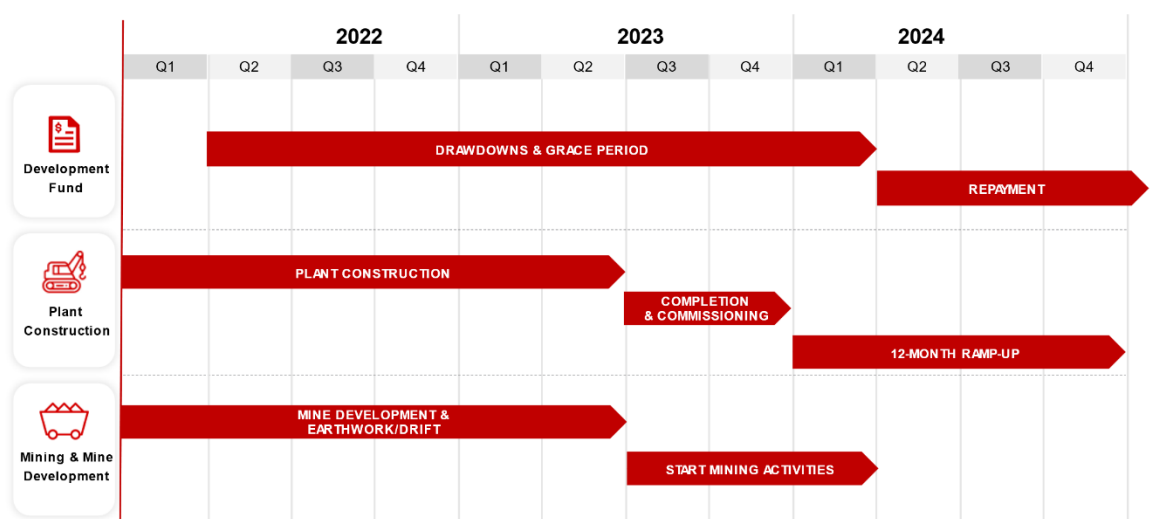 2022 2023 2024
Q1 Q2 Q3 Q4 Q1 Q2 Q3 Q4 Q1 Q2 Q3 Q4
$
Development
Fund
DRAWDOWNS & GRACE PERIOD
REPAYMENT
Plant
Construction
PLANT CONSTRUCTION
COMPLETION
& COMMISSIONING
12-MONTH RAMP-UP
Mining & Mine
Development
MINE DEVELOPMENT &
EARTHWORK/DRIFT
START MINING ACTIVITIES